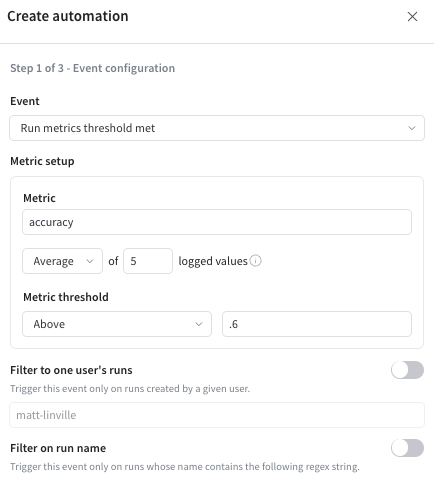 Create automation
Step 1 of 3 - Event configuration
Event
Run metrics threshold met
Metric setup
Metric
accuracy
Average of 5 logged values
Metric threshold
Above .6
Filter to one user's runs
Trigger this event only on runs created by a given user.
matt-linville
Filter on run name
Trigger this event only on runs whose name contains the following regex string.